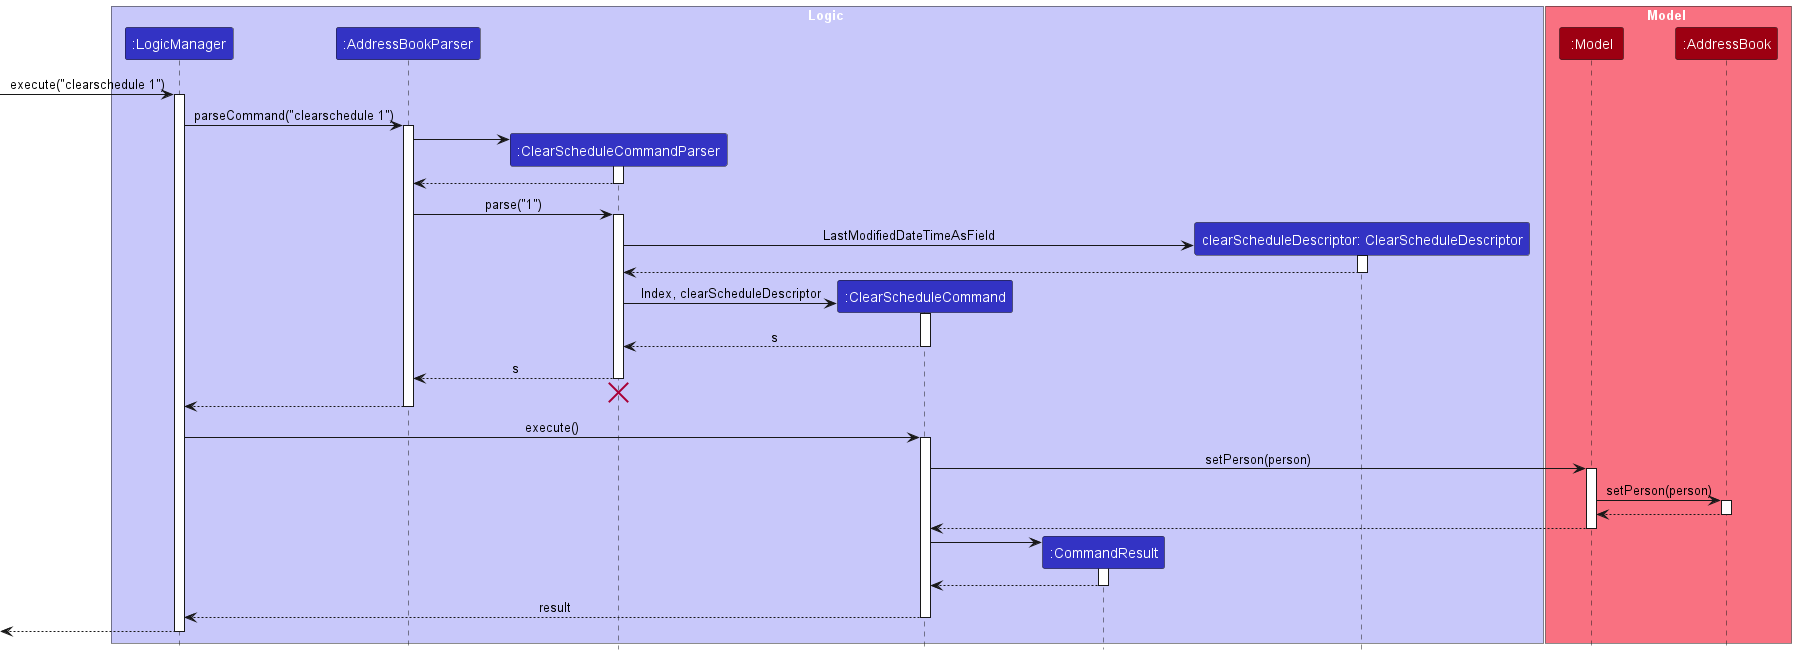 Logic
Model
:LogicManager
:AddressBookParser
:Model
:AddressBook
execute("clearschedule 1")
parseCommand("clearschedule 1")
:ClearScheduleCommandParser
parse("1")
LastModifiedDateTimeAsField
clearScheduleDescriptor: ClearScheduleDescriptor
Index, clearScheduleDescriptor
:ClearScheduleCommand
s
s
execute()
setPerson(person)
setPerson(person)
:CommandResult
result